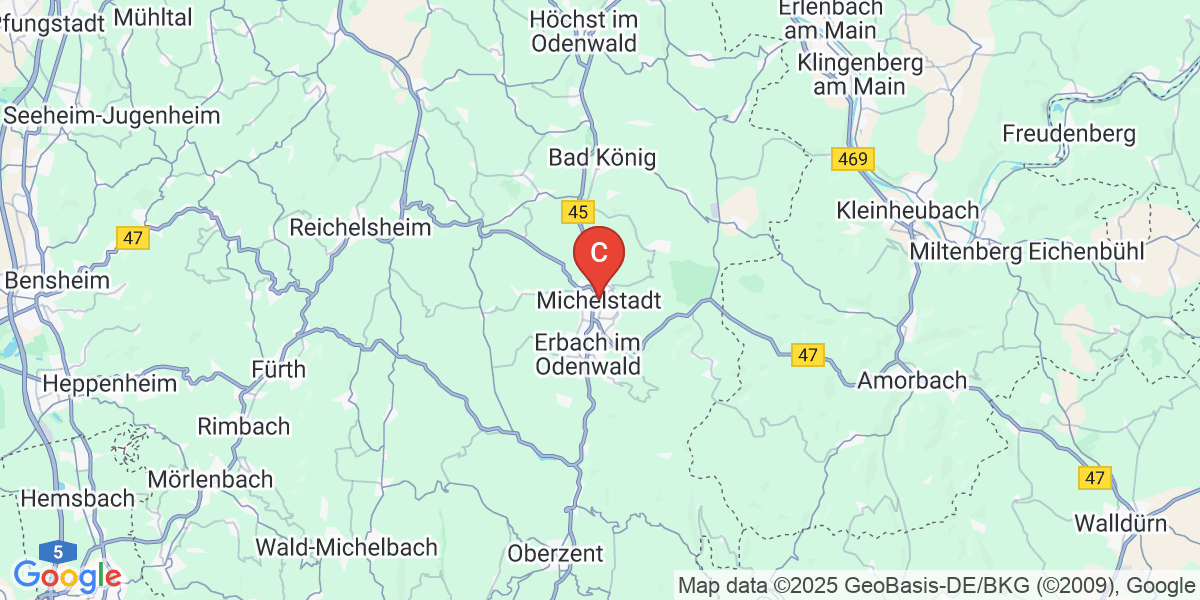 Pfungstadt
Mühltal
Höchst im
Odenwald
Erlenbach
am Main
Klingenberg
am Main
Seeheim-Jugenheim
Freudenberg
Bad König
469
45
Kleinheubach
Reichelsheim
47
Miltenberg
Eichenbühl
C
Bensheim
Michelstadt
Erbach im
Odenwald
47
Fürth
Heppenheim
Amorbach
Rimbach
Mörlenbach
47
Hemsbach
Walldürn
5
Wald-Michelbach
Oberzent
Google
Map data ©2025 GeoBasis-DE/BKG (©2009), Google